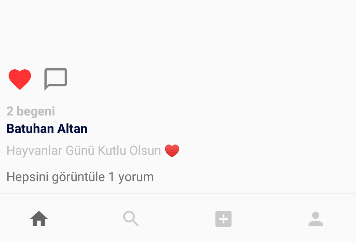 2 begeni
Batuhan Altan
Hayvanlar Günü Kutlu Olsun ❤️
Hepsini görüntüle 1 yorum